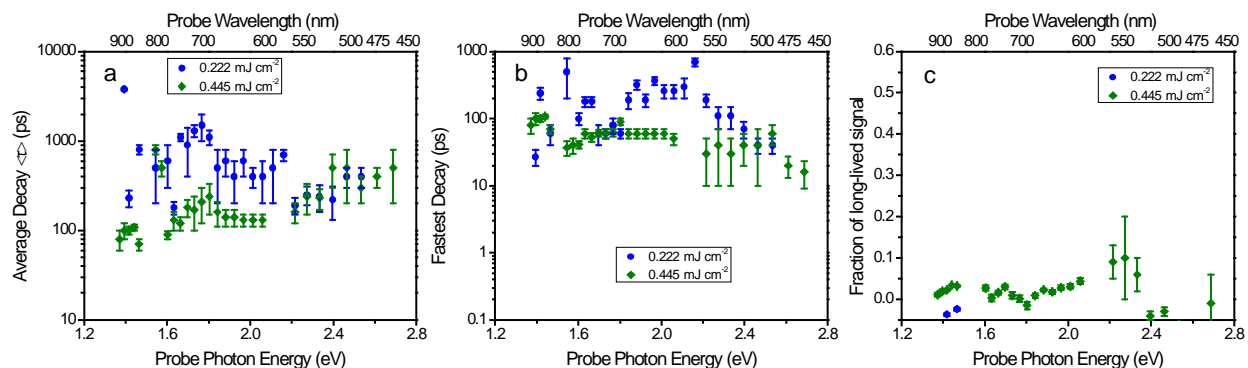 Probe Wavelength (nm)
900 800 700 600 550 500 475 450
a
0.222 mJ cm-2
0.445 mJ cm-2
Average Decay <τ> (ps)
10000
1000
100
10
1.2 1.6 2.0 2.4 2.8
Probe Photon Energy (eV)
Probe Wavelength (nm)
900 800 700 600 550 500 475 450
b
Fastest Decay (ps)
1000
100
10
1
0.1
0.222 mJ cm-2
0.445 mJ cm-2
1.2 1.6 2.0 2.4 2.8
Probe Photon Energy (eV)
Probe Wavelength (nm)
900 800 700 600 550 500 475 450
c
0.222 mJ cm-2
0.445 mJ cm-2
Fraction of long-lived signal
0.6
0.5
0.4
0.3
0.2
0.1
0.0
1.2 1.6 2.0 2.4 2.8
Probe Photon Energy (eV)